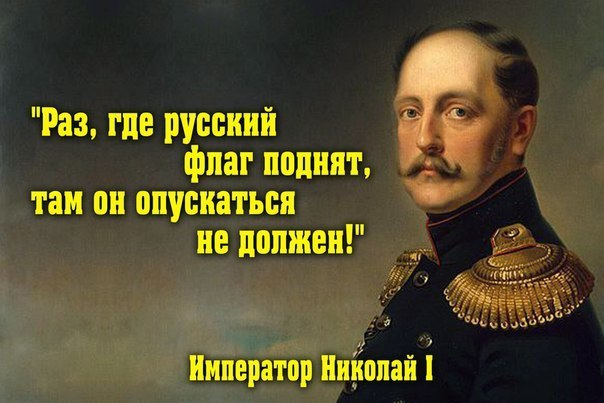 "Раз, где русский
флаг поднят,
там он опускаться
не должен!"
Император Николай I